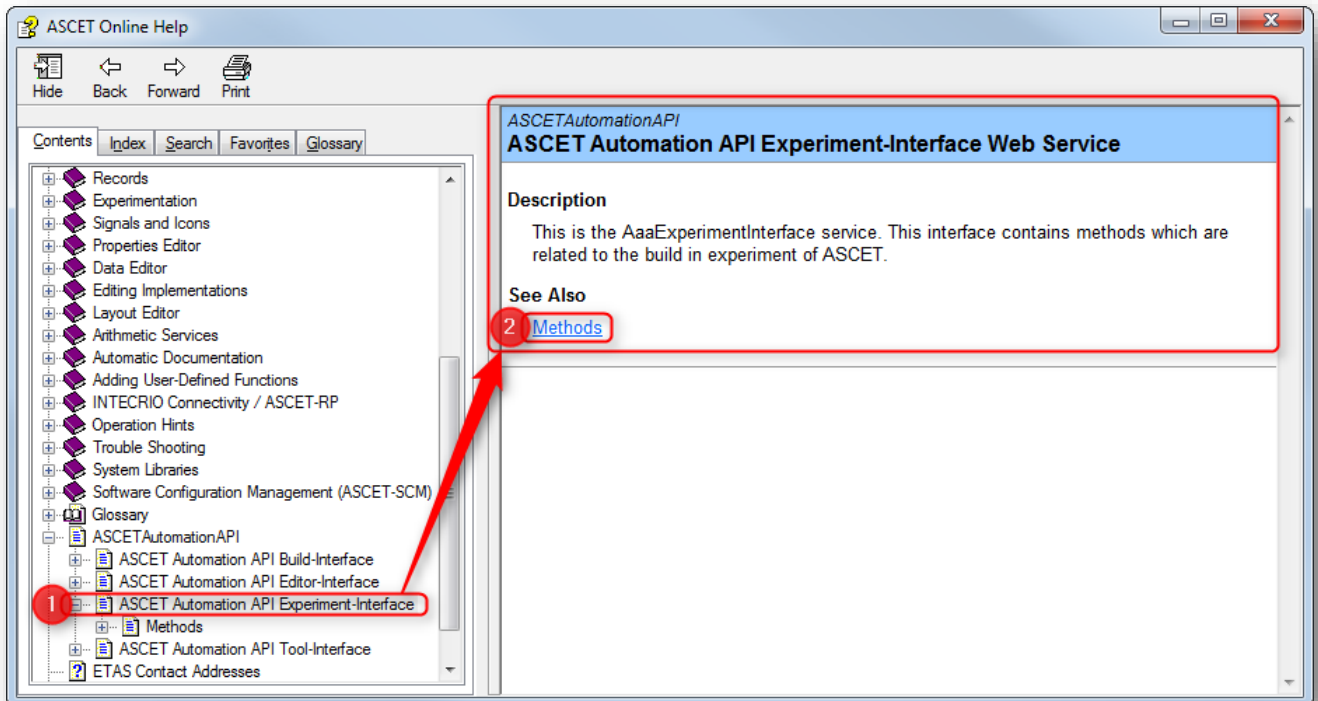 ASCET Online Help
Hide Back Forward Print
Contents Index Search Favorites Glossary
Records
Experimentation
Signals and Icons
Properties Editor
Data Editor
Editing Implementations
Layout Editor
Arithmetic Services
Automatic Documentation
Adding User-Defined Functions
INTECRIO Connectivity / ASCET-RP
Operation Hints
Trouble Shooting
System Libraries
Software Configuration Management (ASCET-SCM)
Glossary
ASCETAutomationAPI
ASCET Automation API Build-Interface
ASCET Automation API Editor-Interface
1 ASCET Automation API Experiment-Interface
Methods
ASCET Automation API Tool-Interface
ETAS Contact Addresses
ASCETAutomationAPI
ASCET Automation API Experiment-Interface Web Service
Description
This is the AaaExperimentInterface service. This interface contains methods which are
related to the build in experiment of ASCET.
See Also
2 Methods